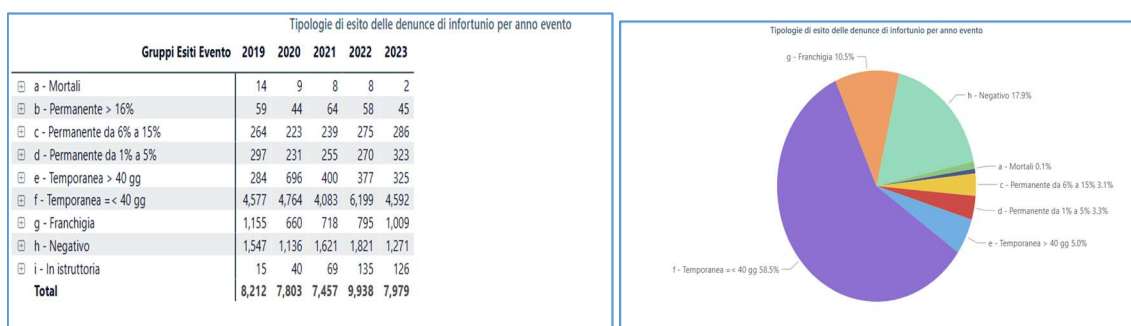 Tipologie di esito delle denunce di infortunio per anno evento
Gruppi Esiti Evento 2019 2020 2021 2022 2023
a - Mortali 14 9 8 8 2
b - Permanente > 16% 59 44 64 58 45
c - Permanente da 6% a 15% 264 223 239 275 286
d - Permanente da 1% a 5% 297 231 255 270 323
e - Temporanea > 40 gg 284 696 400 377 325
f - Temporanea =< 40 gg 4,577 4,764 4,083 6,199 4,592
g - Franchigia 1,155 660 718 795 1,009
h - Negativo 1,547 1,136 1,621 1,821 1,271
i - In istruttoria 15 40 69 135 126
Total 8,212 7,803 7,457 9,938 7,979
Tipologie di esito delle denunce di infortunio per anno evento
g - Franchigia 10.5%
h - Negativo 17.9%
a - Mortali 0.1%
c - Permanente da 6% a 15% 3.1%
d - Permanente da 1% a 5% 3.3%
e - Temporanea > 40 gg 5.0%
f - Temporanea =< 40 gg 58.5%